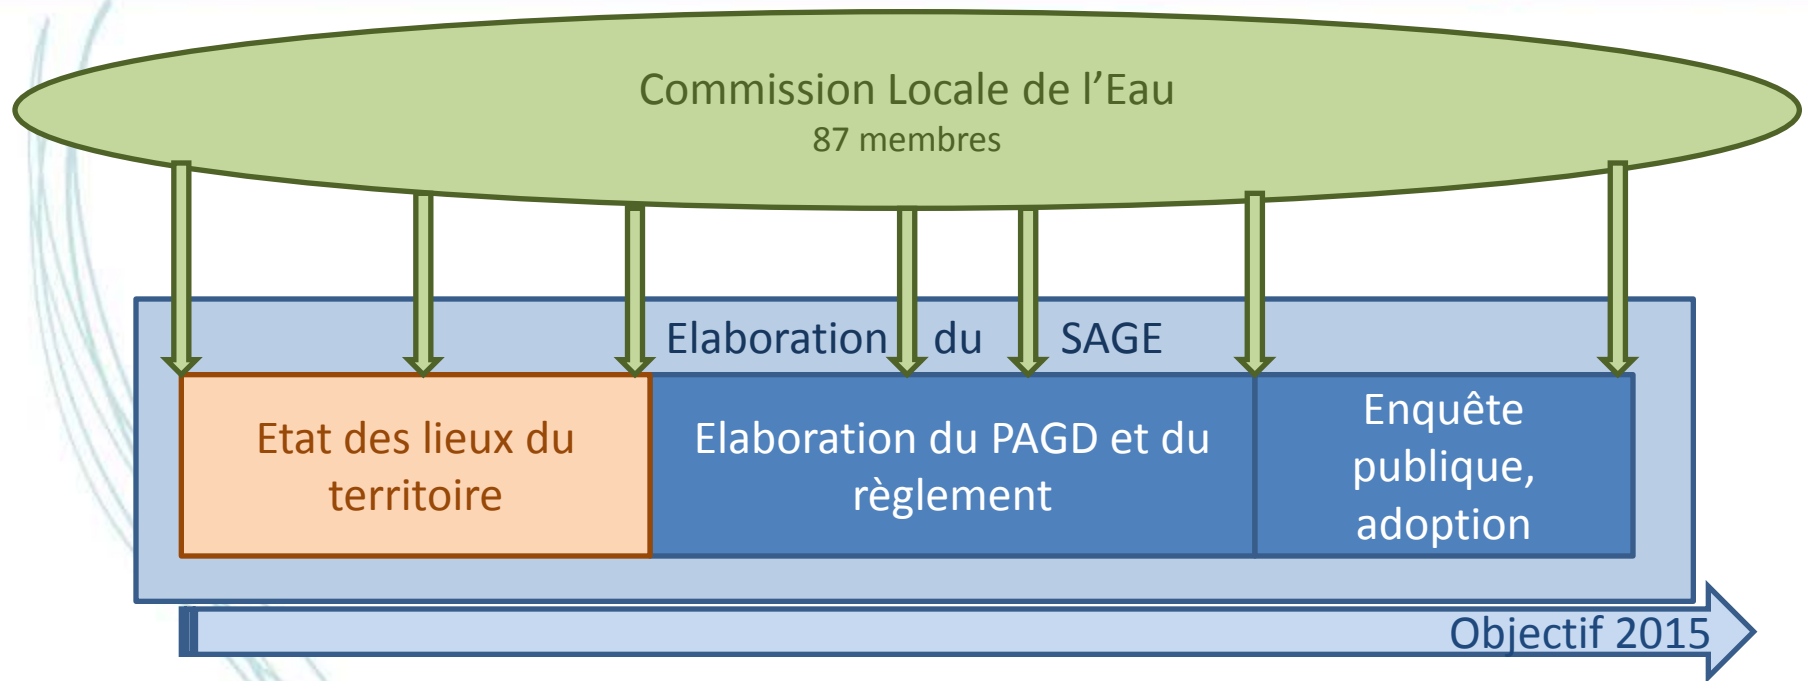 Commission Locale de l’Eau
87 membres
Elaboration du SAGE
Etat des lieux du
territoire
Elaboration du PAGD et du
règlement
Enquête
publique,
adoption
Objectif 2015